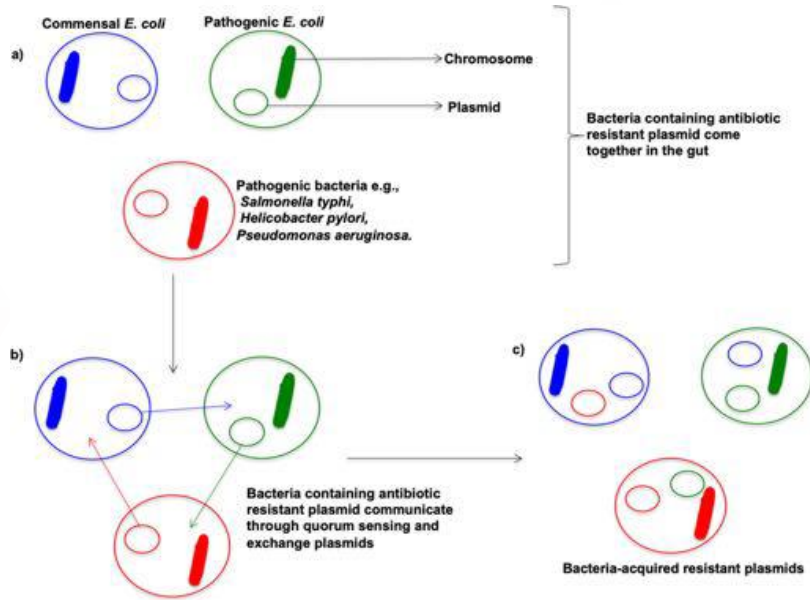 Commensal E. coli
Pathogenic E. coli
a)
Chromosome
Plasmid
Bacteria containing antibiotic
resistant plasmid come
together in the gut
Pathogenic bacteria e.g.,
Salmonella typhi,
Helicobacter pylori,
Pseudomonas aeruginosa.
b)
Bacteria containing antibiotic
resistant plasmid communicate
through quorum sensing and
exchange plasmids
c)
Bacteria-acquired resistant plasmids